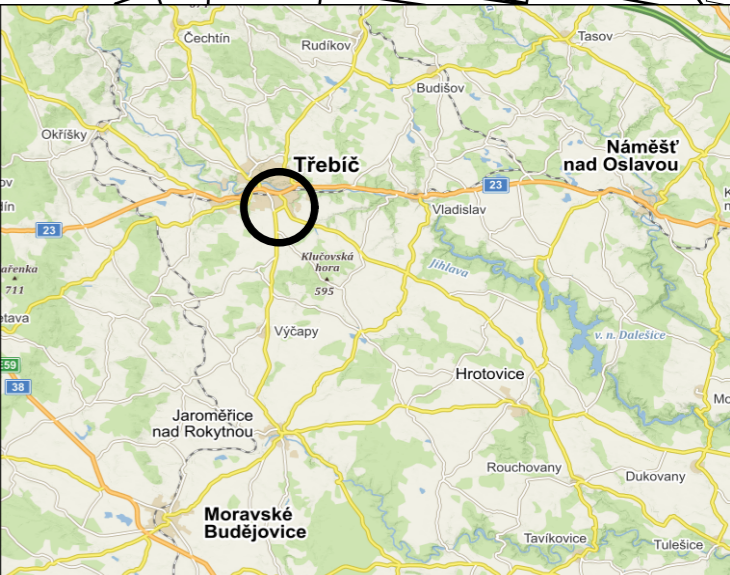 Čechtín
Rudíkov
Tasov
Budišov
Okříšky
Třebíč
Náměšť
nad Oslavou
23
Vladislav
23
Klučovská
hora
595
Jihlava
711
Výčapy
v. n. Dalešice
E59
38
Hrotovice
Jaroměřice
nad Rokytnou
Rouchovany
Dukovany
Moravské
Budějovice
Tavíkovice
Tulešice